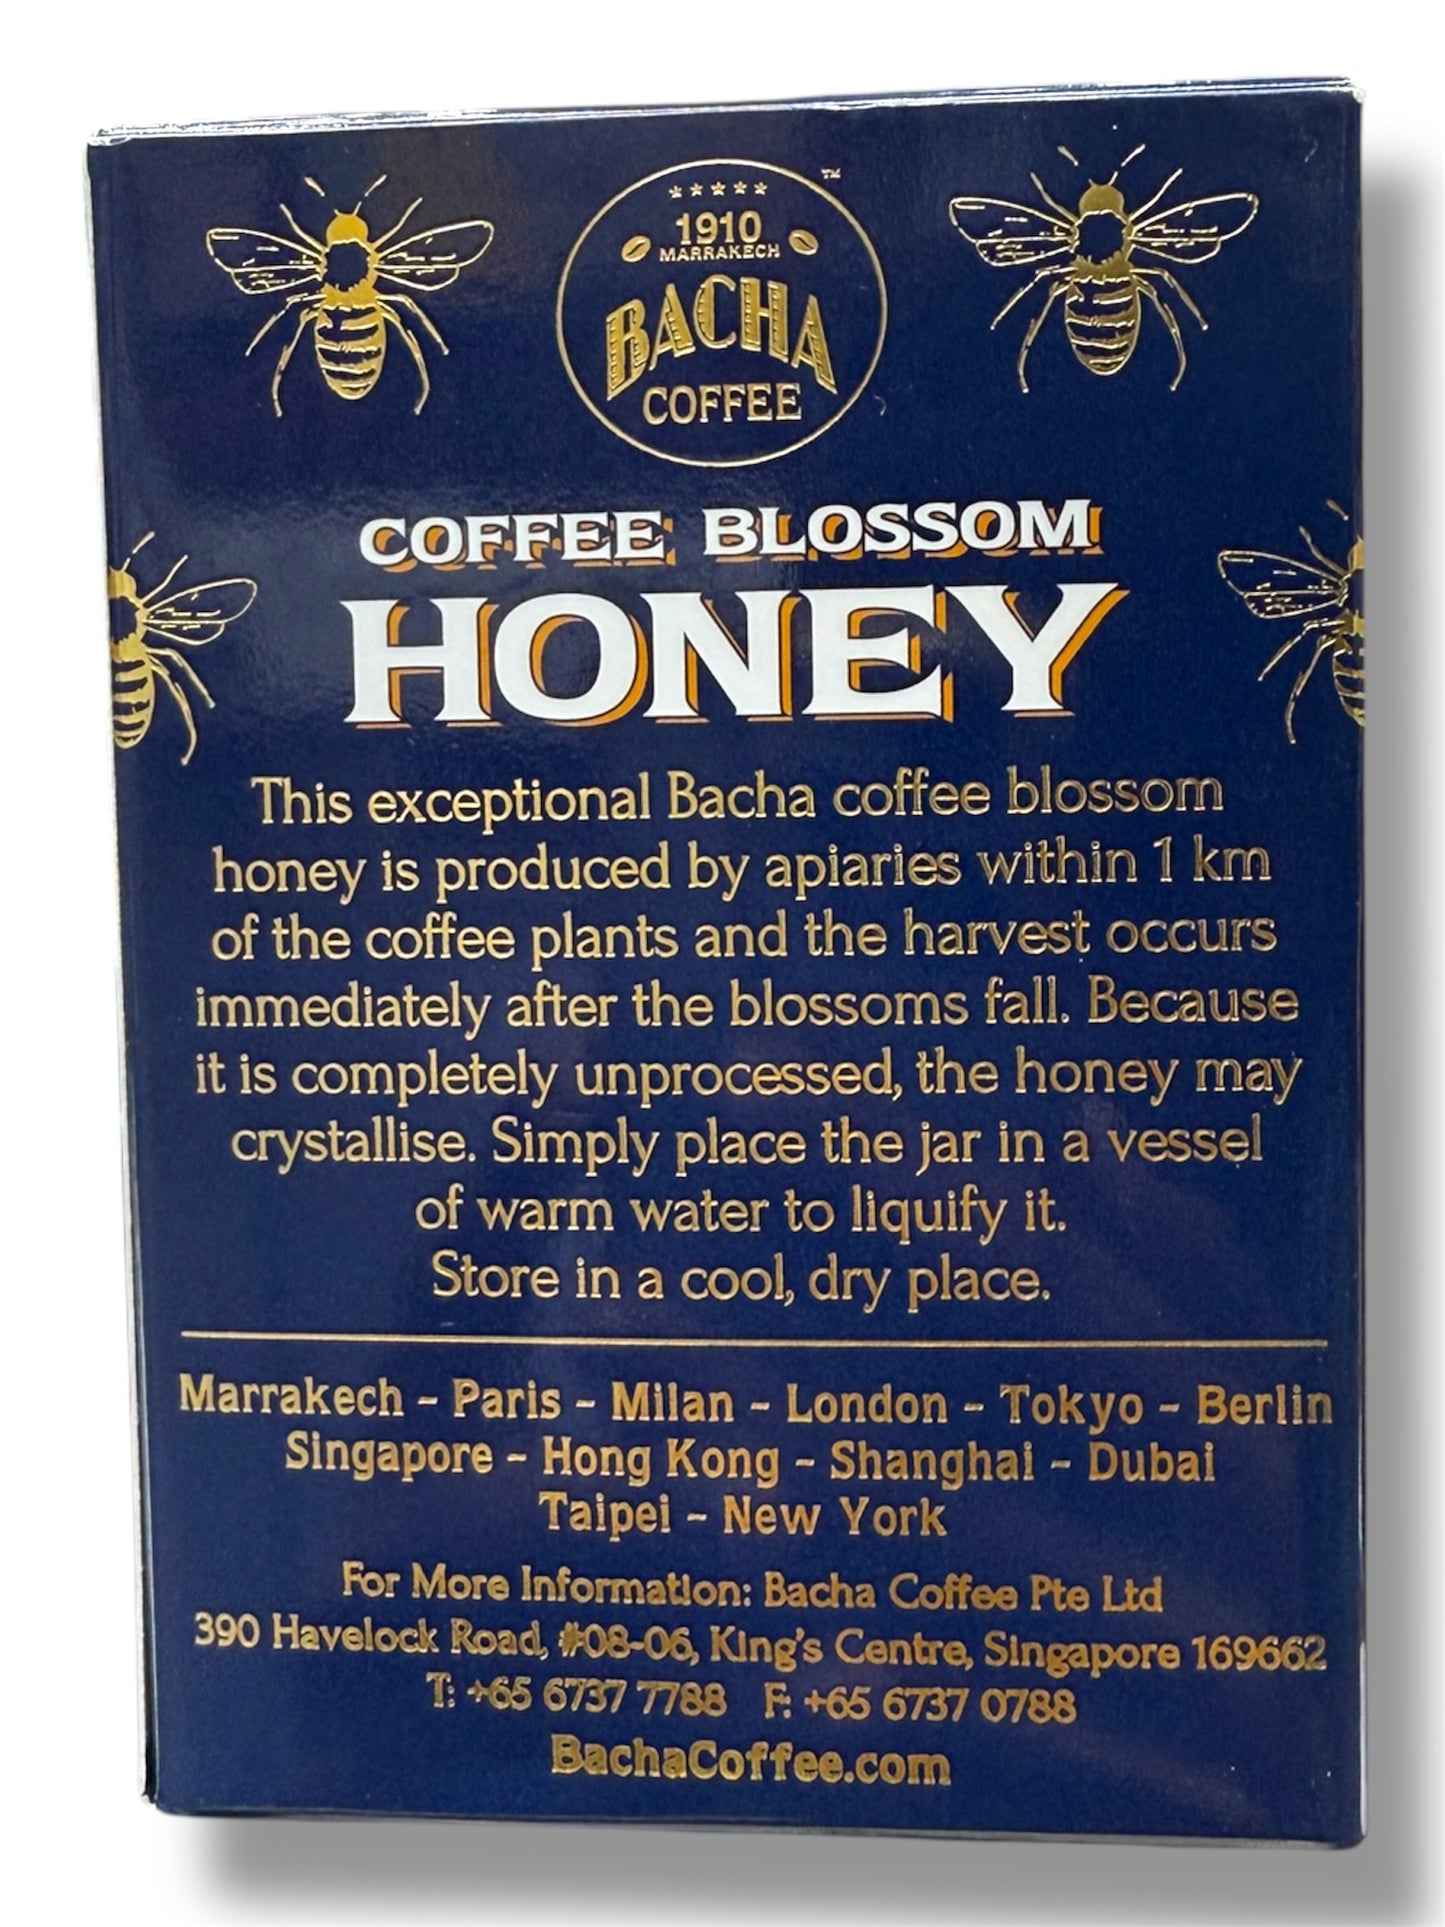 ★★★★★
1910
MARRAKECH
BACHA
COFFEE
™
COFFEE BLOSSOM
HONEY
This exceptional Bacha coffee blossom
honey is produced by apiaries within 1 km
of the coffee plants and the harvest occurs
immediately after the blossoms fall. Because
it is completely unprocessed, the honey may
crystallise. Simply place the jar in a vessel
of warm water to liquify it.
Store in a cool, dry place.
Marrakech - Paris - Milan - London - Tokyo - Berlin
Singapore - Hong Kong - Shanghai - Dubai
Taipei - New York
For More Information: Bacha Coffee Pte Ltd
390 Havelock Road, #08-06, King's Centre, Singapore 169662
T: +65 6737 7788 F: +65 6737 0788
BachaCoffee.com